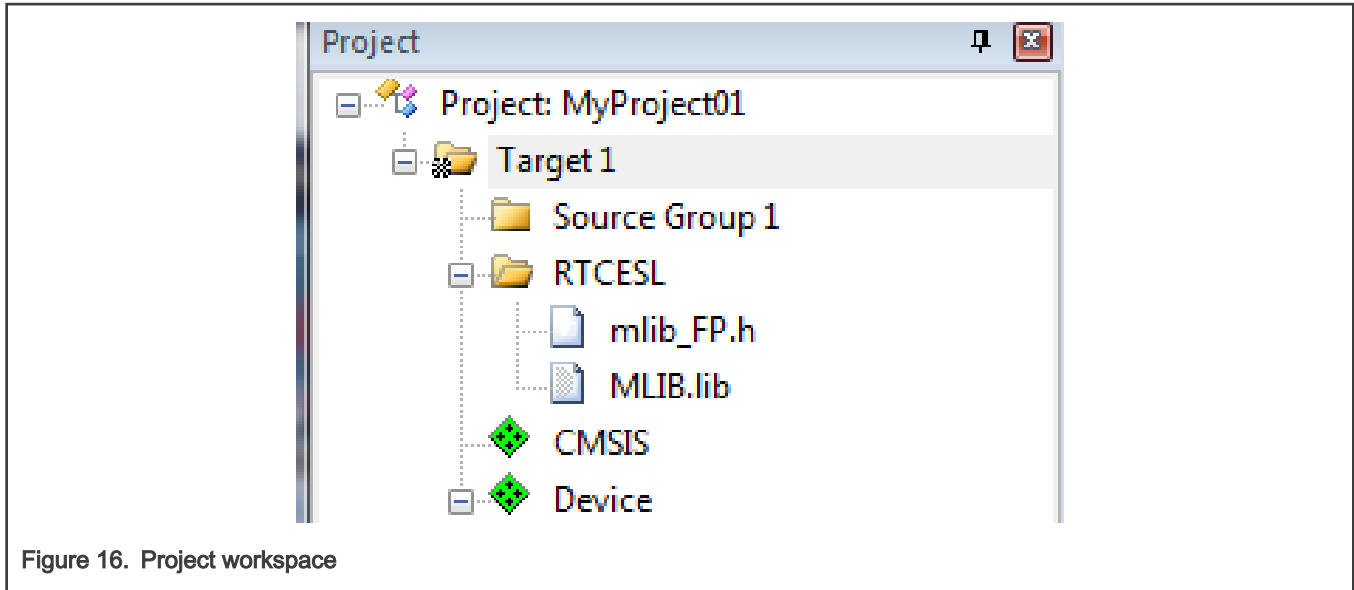 Project
Project: MyProject01
Target 1
Source Group 1
RTCESL
mlib_FP.h
MLIB.lib
CMSIS
Device
Figure 16. Project workspace